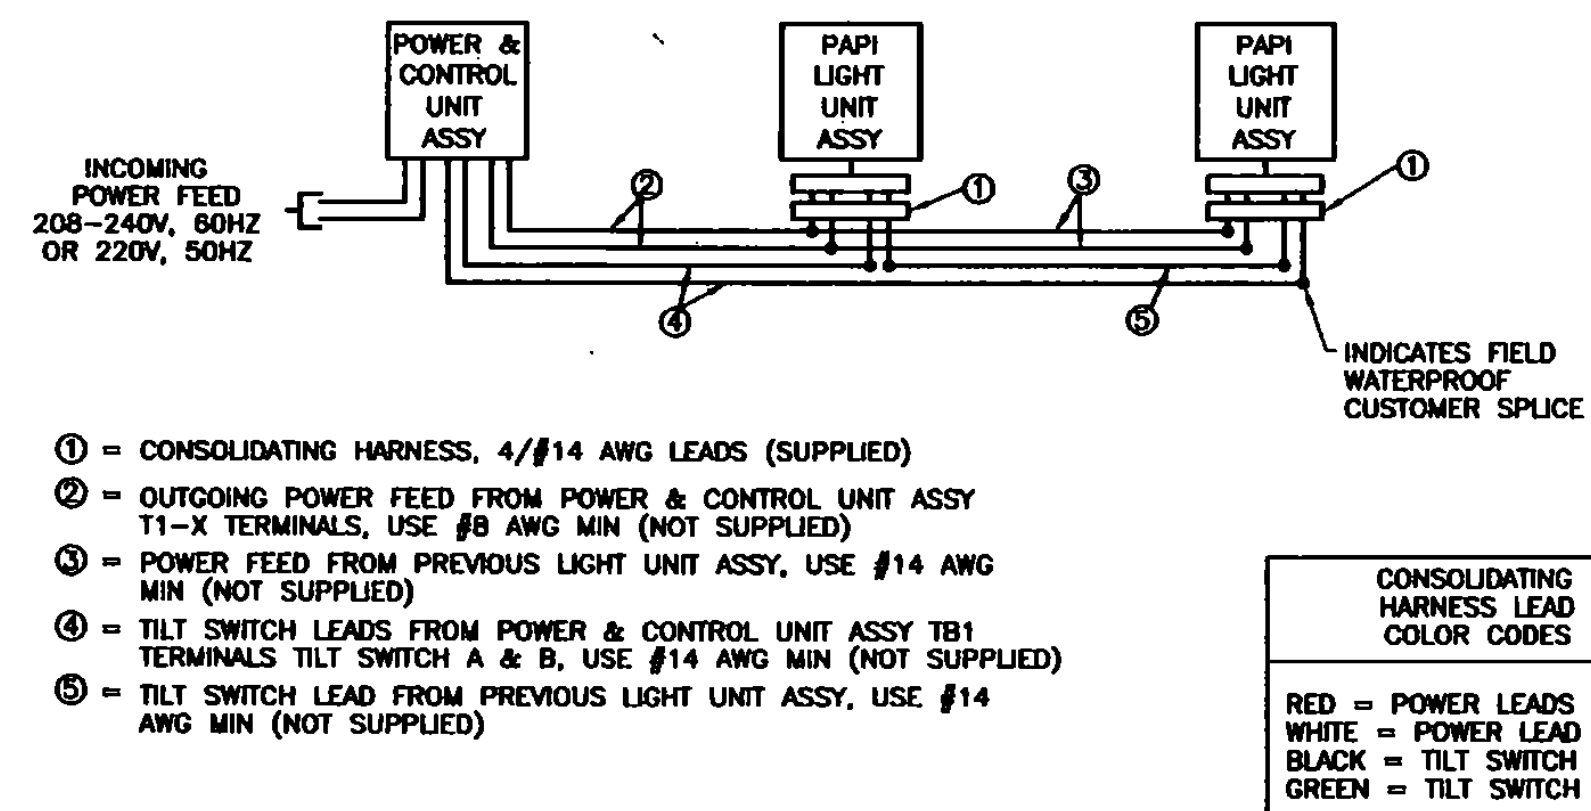 POWER &
CONTROL
UNIT
ASSY
PAPI
LIGHT
UNIT
ASSY
PAPI
LIGHT
UNIT
ASSY
INCOMING
POWER FEED
208-240V, 60HZ
OR 220V, 50HZ
2
1
3
1
4
5
INDICATES FIELD
WATERPROOF
CUSTOMER SPLICE
1 = CONSOLIDATING HARNESS, 4/#14 AWG LEADS (SUPPLIED)
2 = OUTGOING POWER FEED FROM POWER & CONTROL UNIT ASSY
T1-X TERMINALS, USE #8 AWG MIN (NOT SUPPLIED)
3 = POWER FEED FROM PREVIOUS LIGHT UNIT ASSY, USE #14 AWG
MIN (NOT SUPPLIED)
4 = TILT SWITCH LEADS FROM POWER & CONTROL UNIT ASSY TB1
TERMINALS TILT SWITCH A & B, USE #14 AWG MIN (NOT SUPPLIED)
5 = TILT SWITCH LEAD FROM PREVIOUS LIGHT UNIT ASSY, USE #14
AWG MIN (NOT SUPPLIED)
CONSOLIDATING
HARNESS LEAD
COLOR CODES
RED = POWER LEADS
WHITE = POWER LEAD
BLACK = TILT SWITCH
GREEN = TILT SWITCH